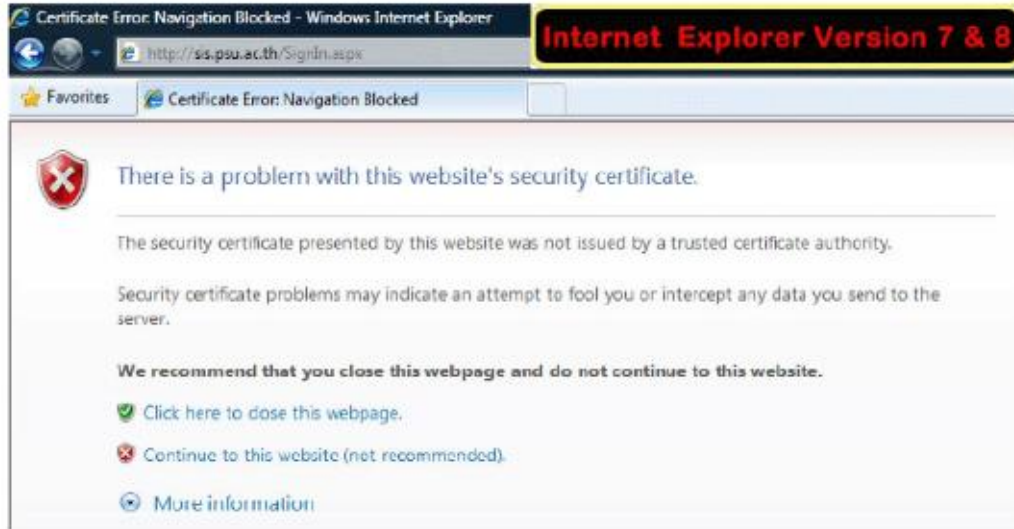 Certificate Error: Navigation Blocked - Windows Internet Explorer
Internet Explorer Version 7 & 8
http://sis.psu.ac.th/SignIn.aspx
Favorites
Certificate Error: Navigation Blocked
There is a problem with this website's security certificate.
The security certificate presented by this website was not issued by a trusted certificate authority.
Security certificate problems may indicate an attempt to fool you or intercept any data you send to the
server.
We recommend that you close this webpage and do not continue to this website.
Click here to close this webpage.
Continue to this website (not recommended).
More information